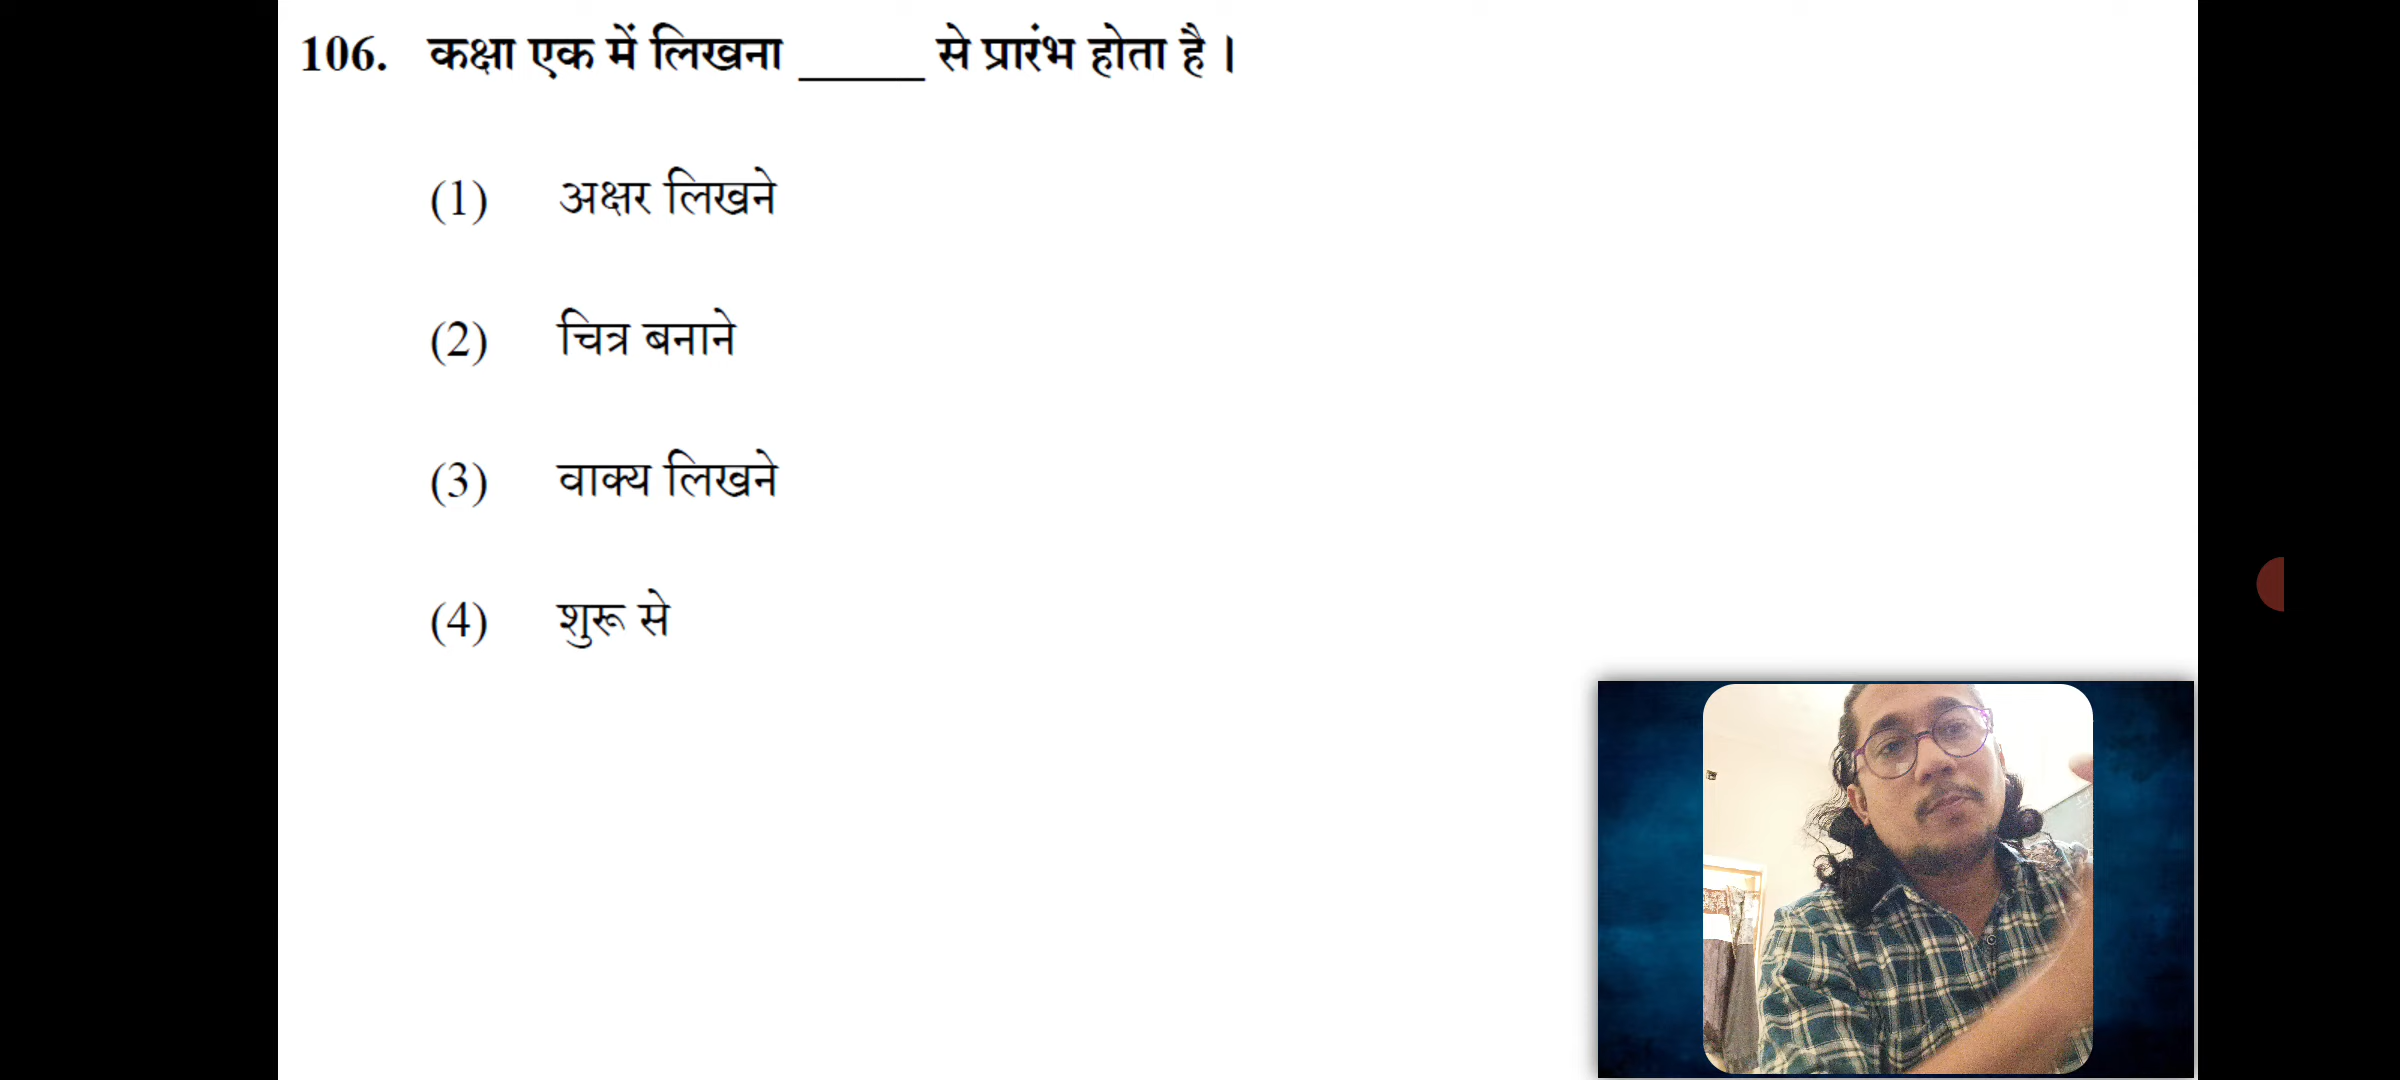 106. कक्षा एक में लिखना _____ से प्रारंभ होता है ।
(1) अक्षर लिखने
(2) चित्र बनाने
(3) वाक्य लिखने
(4) शुरू से